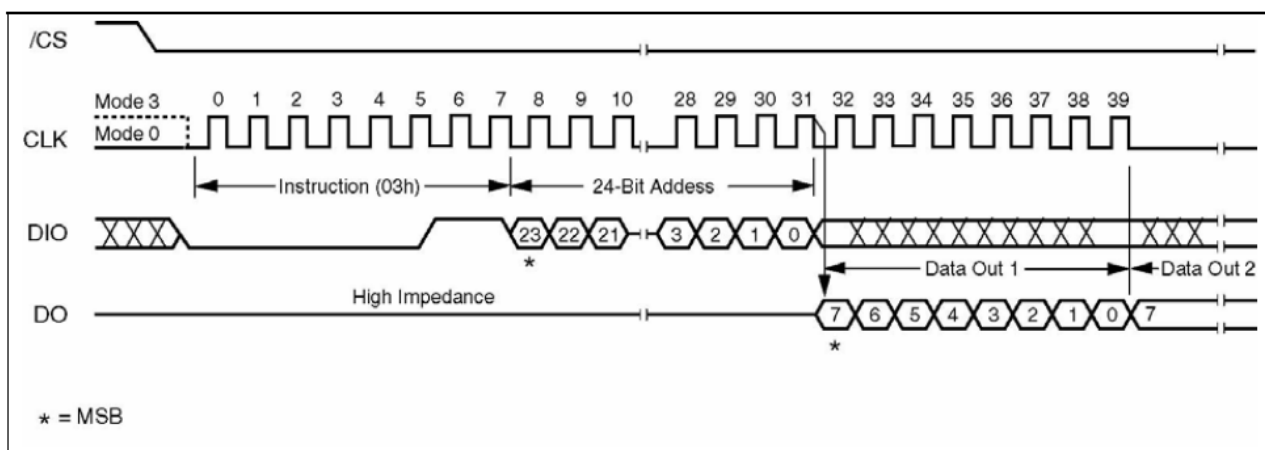 /CS
Mode 3 0 1 2 3 4 5 6 7 8 9 10 28 29 30 31 32 33 34 35 36 37 38 39
CLK Mode 0
Instruction (03h) 24-Bit Addess
DIO 23 22 21 3 2 1 0
* Data Out 1 Data Out 2
High Impedance
DO 7 6 5 4 3 2 1 0 7
*
* = MSB